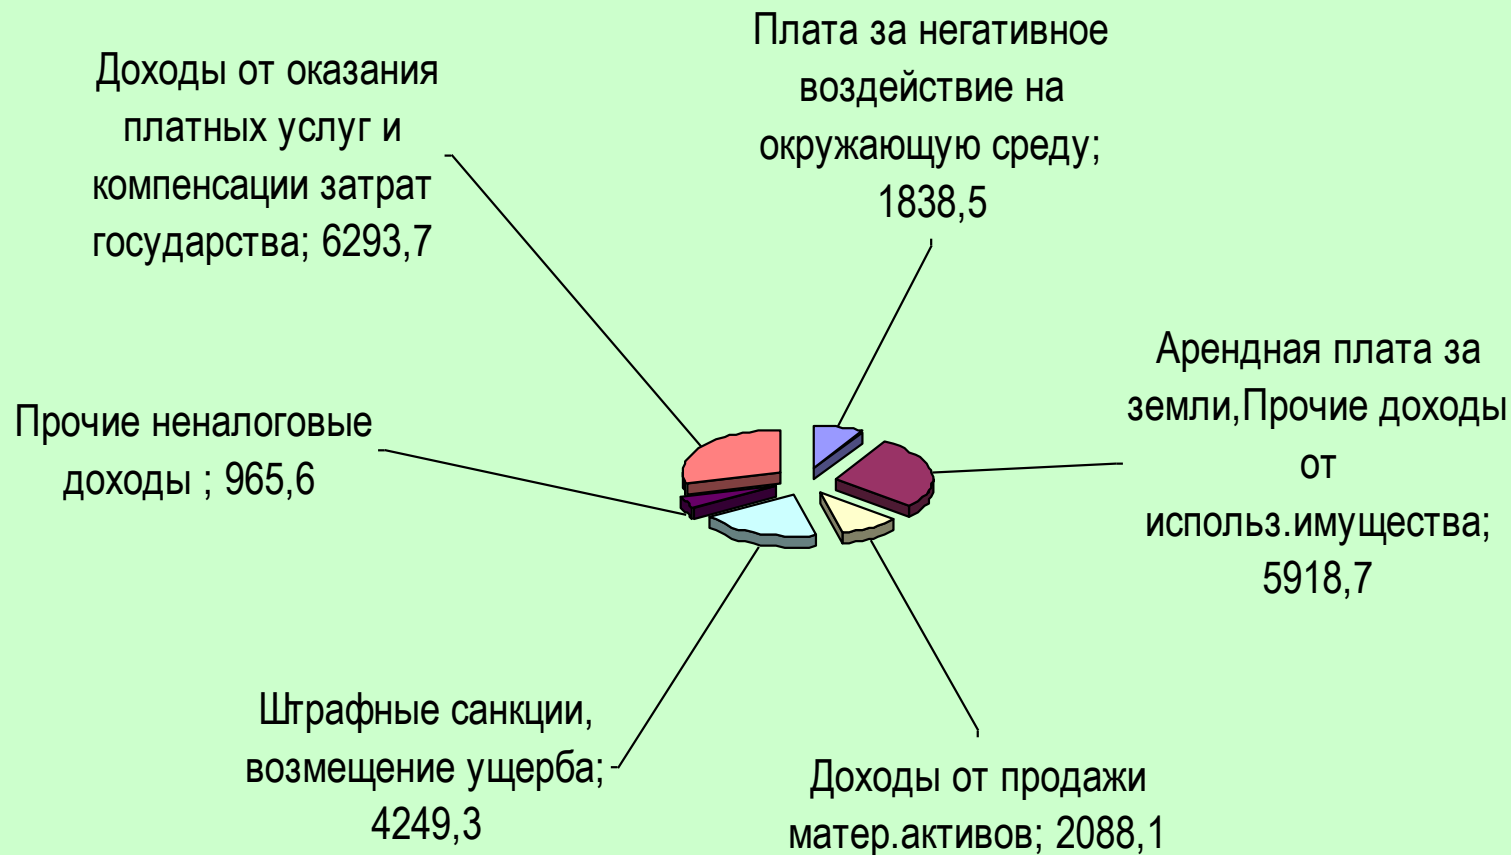 Доходы от оказания
платных услуг и
компенсации затрат
государства; 6293,7
Плата за негативное
воздействие на
окружающую среду;
1838,5
Арендная плата за
земли,Прочие доходы
от
использ.имущества;
5918,7
Прочие неналоговые
доходы ; 965,6
Штрафные санкции,
возмещение ущерба;
4249,3
Доходы от продажи
матер.активов; 2088,1